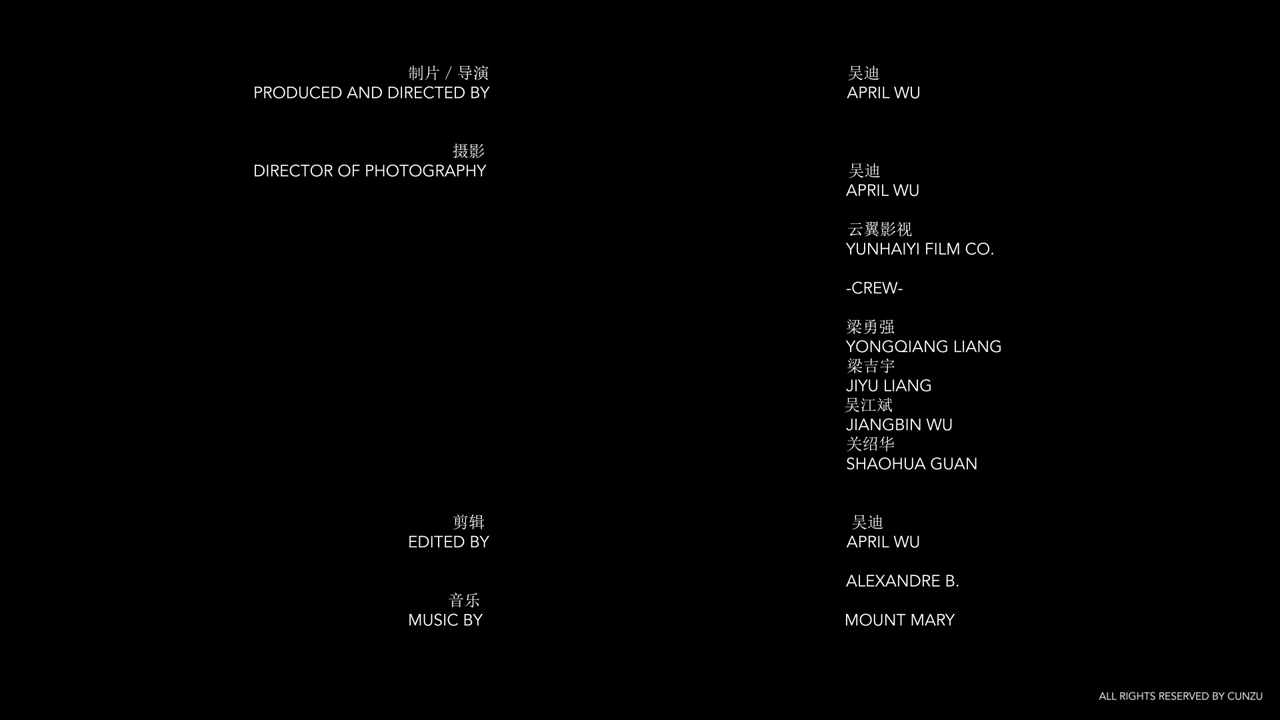 制片 / 导演 吴迪
PRODUCED AND DIRECTED BY APRIL WU
摄影
DIRECTOR OF PHOTOGRAPHY 吴迪
APRIL WU
云翼影视
YUNHAIYI FILM CO.
-CREW-
梁勇强
YONGQIANG LIANG
梁吉宇
JIYU LIANG
吴江斌
JIANGBIN WU
关绍华
SHAOHUA GUAN
剪辑 吴迪
EDITED BY APRIL WU
ALEXANDRE B.
音乐
MUSIC BY MOUNT MARY
ALL RIGHTS RESERVED BY CUNZU